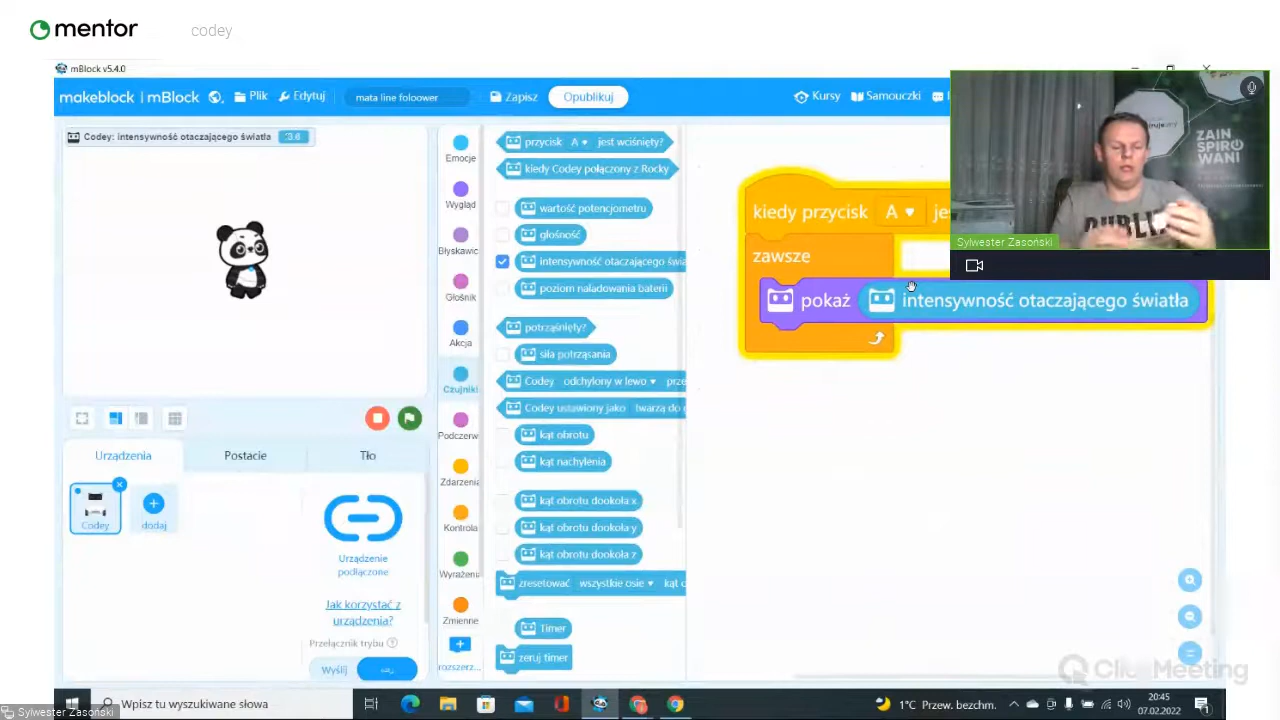 mentor
codey
mBlock v5.4.0
makeblock | mBlock
Plik
Edytuj
mata line foloower
Zapisz
Opublikuj
Kursy
Samouczki
Codey: intensywność otaczającego światła
Emocje
Wygląd
Błyskawic
Głośnik
Akcja
Czujniki
Podczerw
Zdarzenia
Kontrola
Wyrażenia
Zmienne
rozszerz...
przycisk A jest wciśnięty?
kiedy Codey połączony z Rocky
wartość potencjometru
głośność
intensywność otaczającego świa
poziom naładowania baterii
potrząśnięty?
siła potrząsania
Codey odchylony w lewo prze
Codey ustawiony jako twarzą do
kąt obrotu
kąt nachylenia
kąt obrotu dookoła x
kąt obrotu dookoła y
kąt obrotu dookoła z
zresetować wszystkie osie kąt o
Timer
zeruj timer
kiedy przycisk A je
zawsze
pokaż intensywność otaczającego światła
ZAIN
SPIRO
WANI
Sylwester Zasoński
Urządzenia
Postacie
Tło
Codey
dodaj
Urządzenie
podłączone
Jak korzystać z
urządzenia?
Przełącznik trybu
Wyślij
ClickMeeting
Wpisz tu wyszukiwane słowa
1°C Przew. bezchm.
20:45
07.02.2022
Sylwester Zasoński